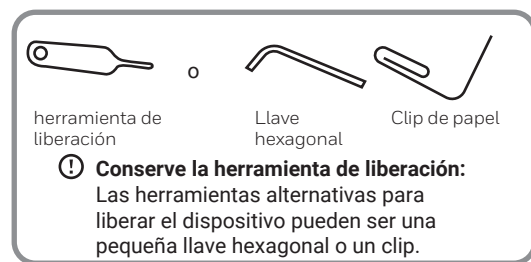 o
herramienta de
liberación
Llave
hexagonal
Clip de papel
Conserve la herramienta de liberación:
Las herramientas alternativas para
liberar el dispositivo pueden ser una
pequeña llave hexagonal o un clip.